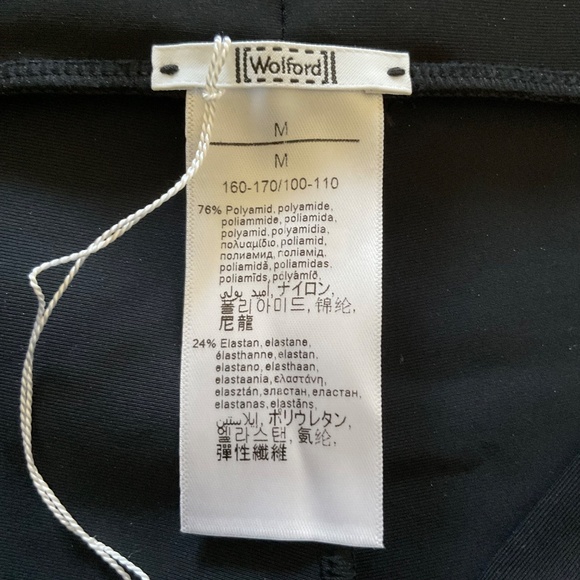 Wolford
M
M
160-170/100-110
76% Polyamid, polyamide,
poliammide, poliamida,
polyamid, polyamidia,
πολυαμίδιο, poliamid,
полиамид, поліамід,
poliamidă, poliamidas,
poliamīds, polyamíð,
أميد بولي, ナイロン,
폴리아미드, 锦纶,
尼龍
24% Elastan, elastane,
élasthanne, elastan,
elastano, elasthaan,
elastaania, ελαστάνη,
elasztán, эластан, еластан,
elastanas, elastāns,
إيلاستين, ポリウレタン,
엘라스탠, 氨纶,
彈性纖維